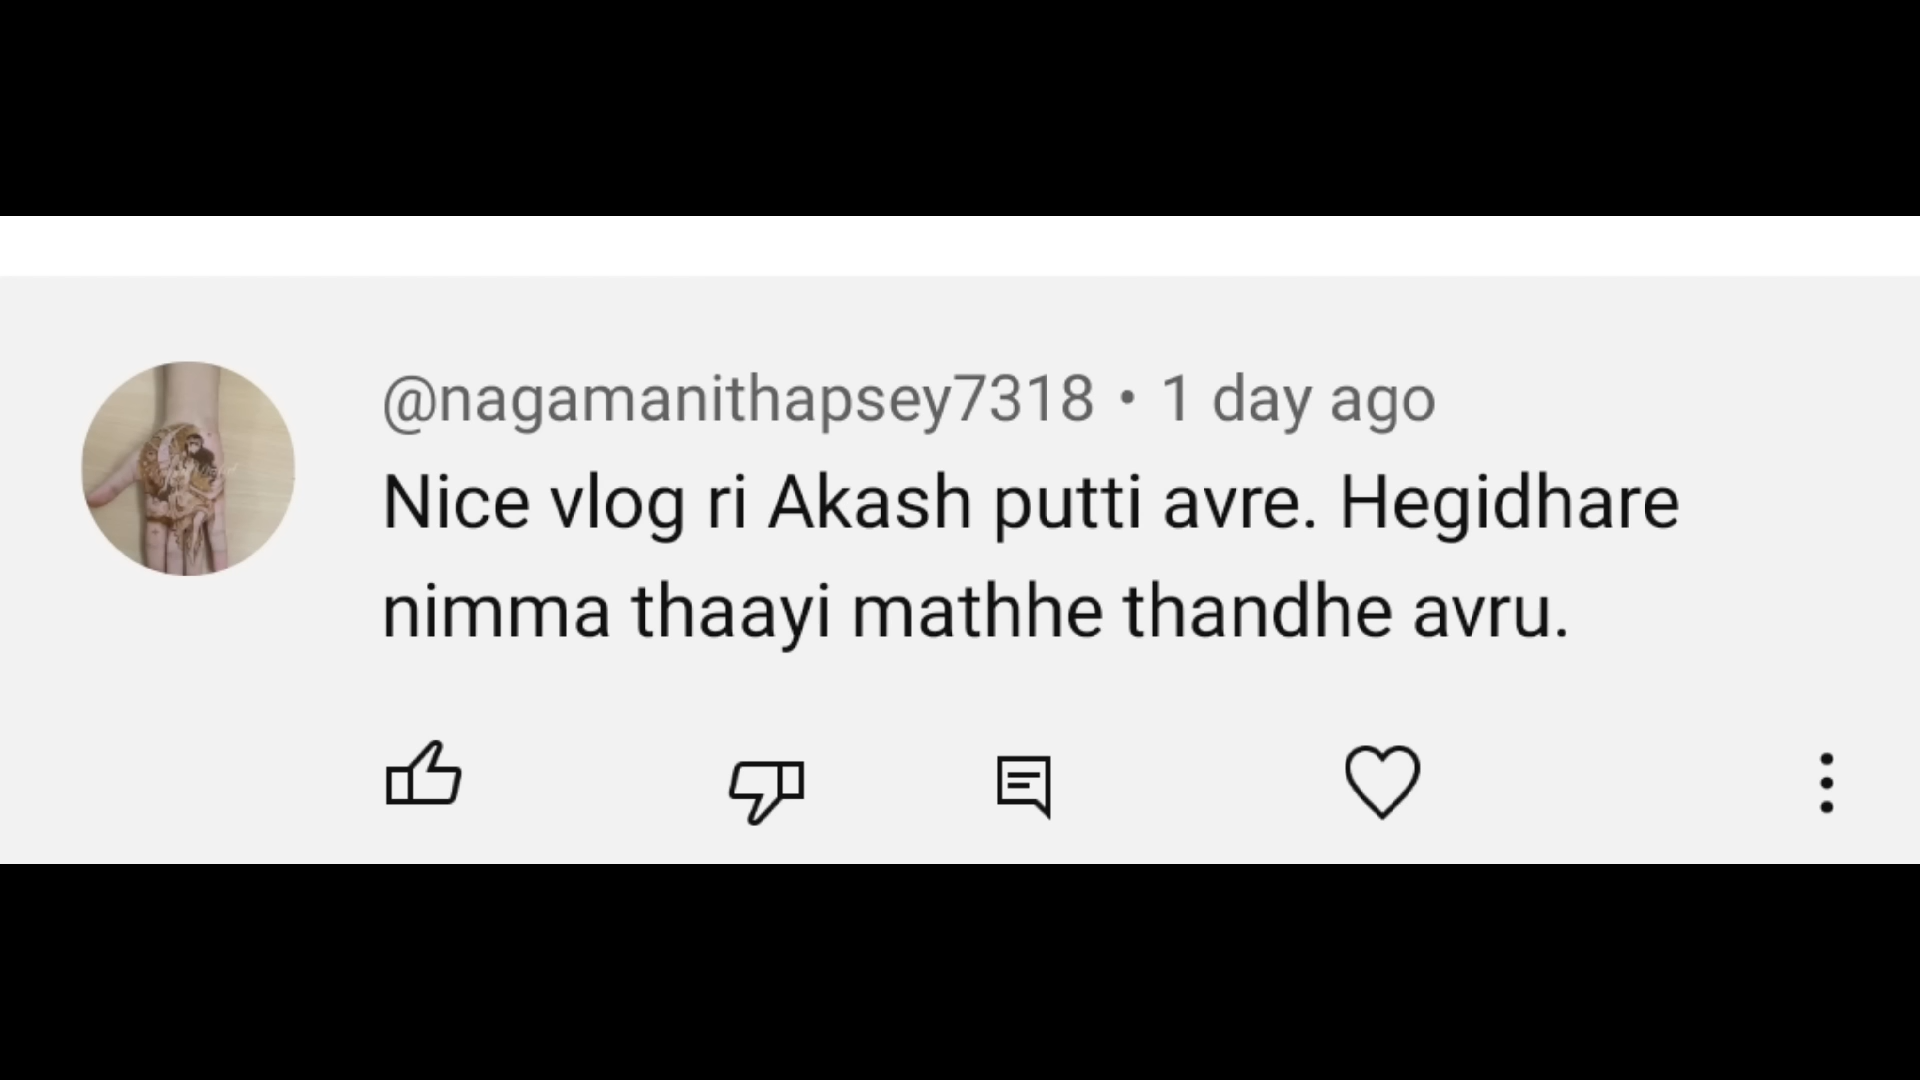 @nagamanithapsey7318 • 1 day ago
Nice vlog ri Akash putti avre. Hegidhare
nimma thaayi mathhe thandhe avru.